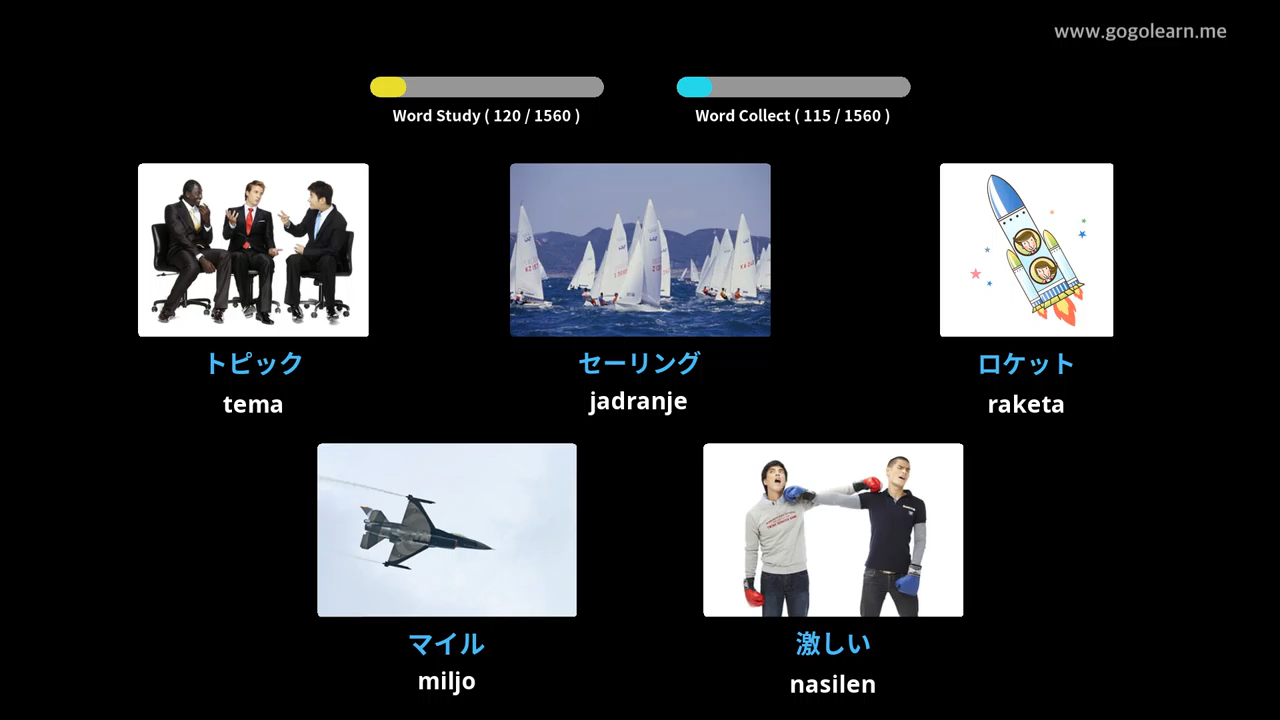 www.gogolearn.me
Word Study ( 120 / 1560 )
Word Collect ( 115 / 1560 )
トピック
tema
セーリング
jadranje
ロケット
raketa
マイル
miljo
激しい
nasilen